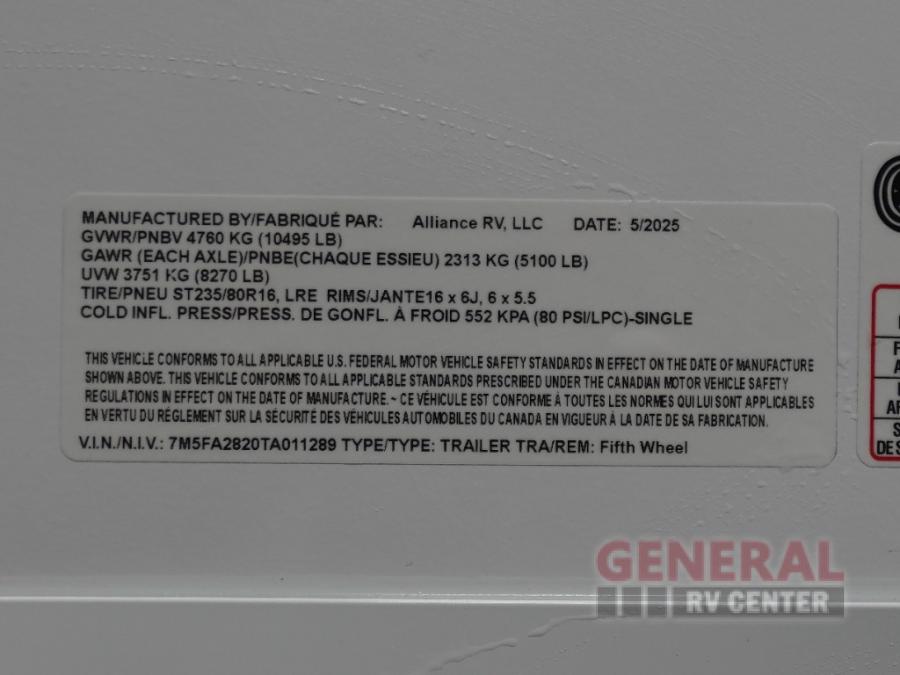 MANUFACTURED BY/FABRIQUÉ PAR: Alliance RV, LLC DATE: 5/2025
GVWR/PNBV 4760 KG (10495 LB)
GAWR (EACH AXLE)/PNBE(CHAQUE ESSIEU) 2313 KG (5100 LB)
UVW 3751 KG (8270 LB)
TIRE/PNEU ST235/80R16, LRE RIMS/JANTE16 x 6J, 6 x 5.5
COLD INFL. PRESS/PRESS. DE GONFL. À FROID 552 KPA (80 PSI/LPC)-SINGLE
THIS VEHICLE CONFORMS TO ALL APPLICABLE U.S. FEDERAL MOTOR VEHICLE SAFETY STANDARDS IN EFFECT ON THE DATE OF MANUFACTURE
SHOWN ABOVE. THIS VEHICLE CONFORMS TO ALL APPLICABLE STANDARDS PRESCRIBED UNDER THE CANADIAN MOTOR VEHICLE SAFETY
REGULATIONS IN EFFECT ON THE DATE OF MANUFACTURE. ~ CE VÉHICULE EST CONFORME À TOUTES LES NORMES QUI LUI SONT APPLICABLES
EN VERTU DU RÉGLEMENT SUR LA SÉCURITÉ DES VÉHICULES AUTOMOBILES DU CANADA EN VIGUEUR À LA DATE DE SA FABRICATION.
V.I.N./N.I.V.: 7M5FA2820TA011289 TYPE/TYPE: TRAILER TRA/REM: Fifth Wheel
GENERAL
RV CENTER